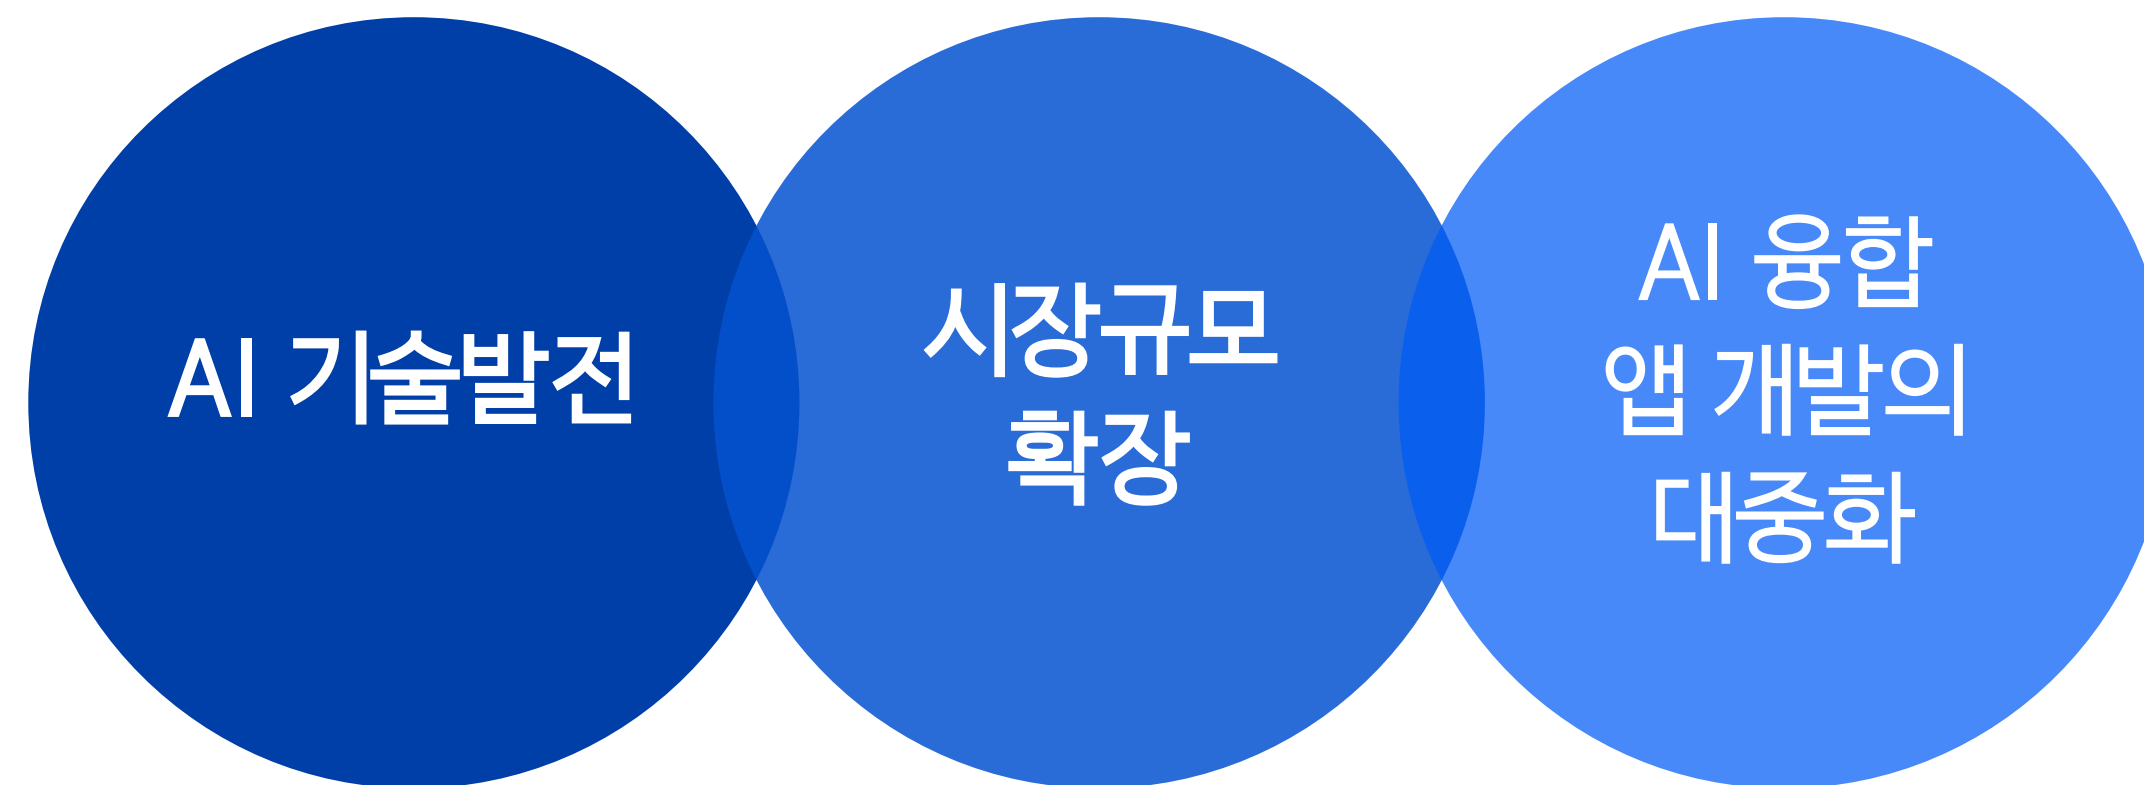 AI 기술발전
시장규모
확장
AI 융합
앱 개발의
대중화